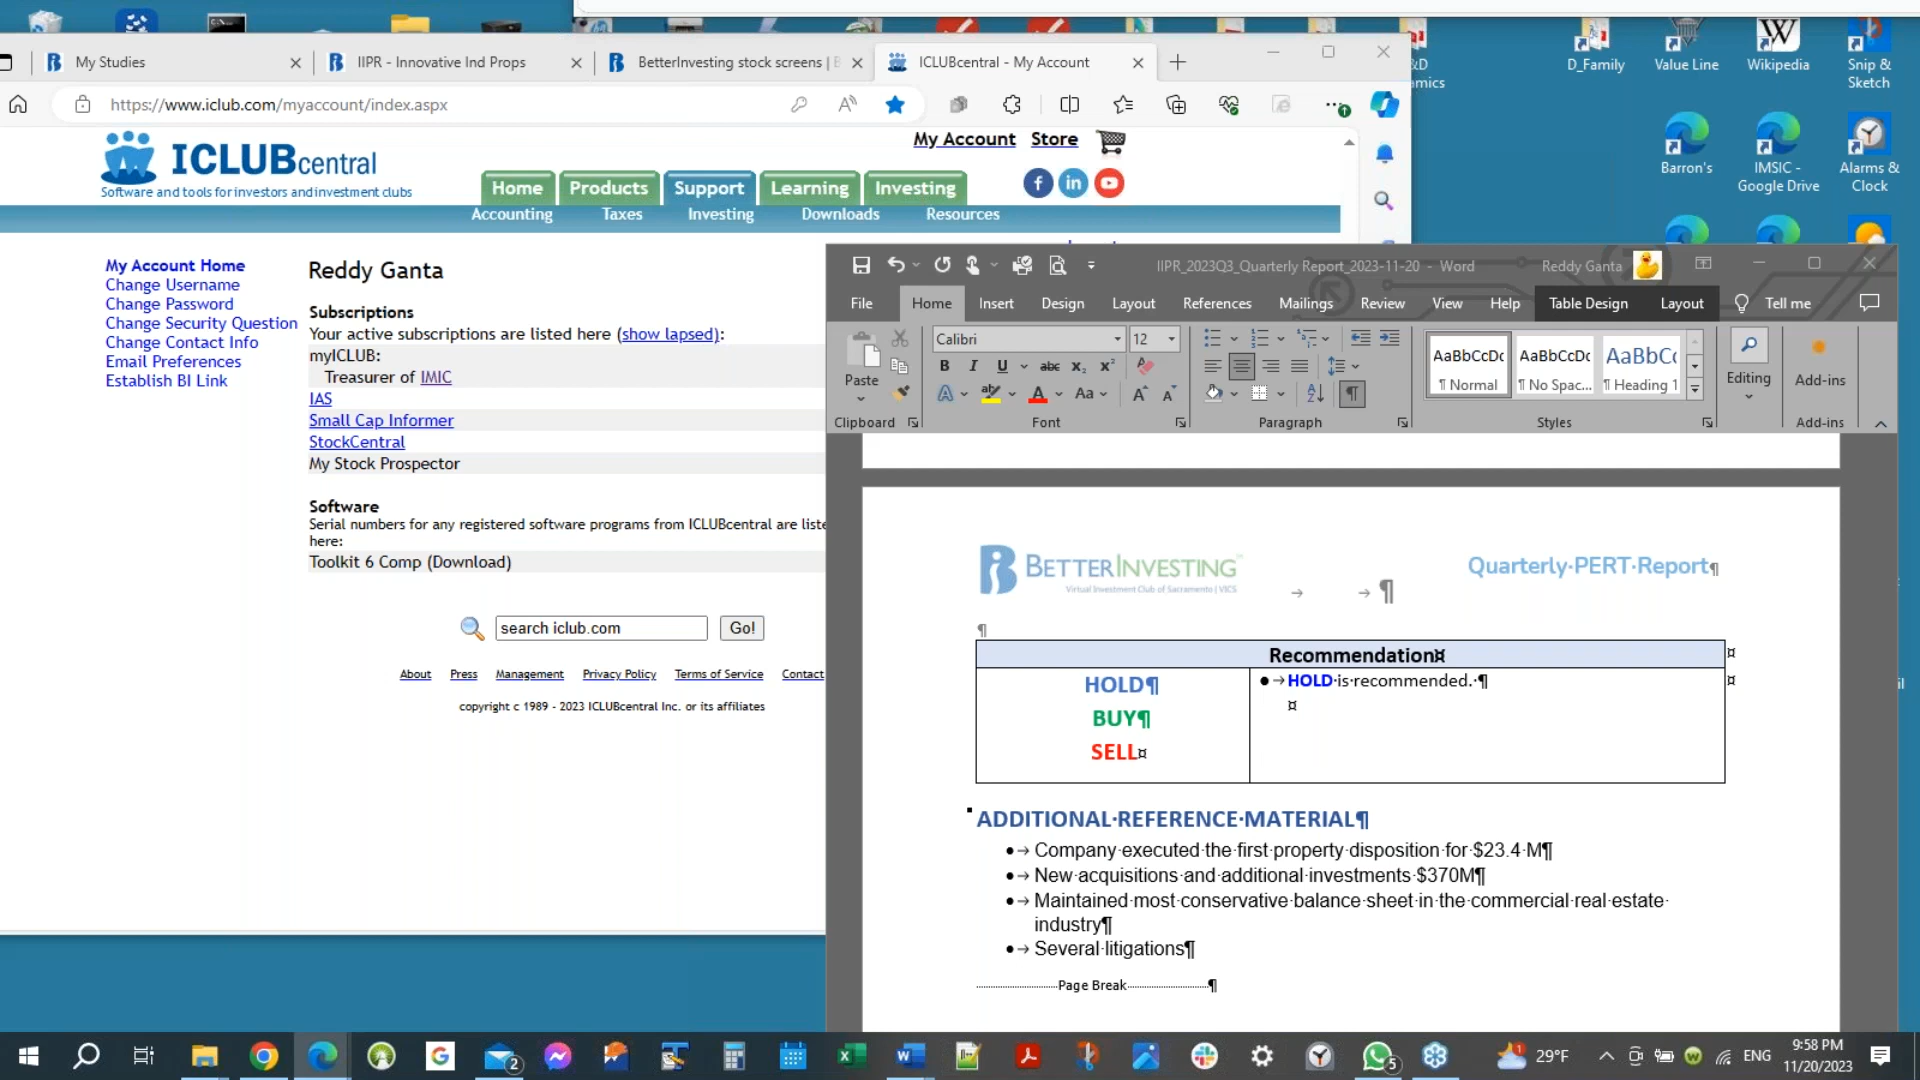 D_Family
Value Line
Wikipedia
Snip &
Sketch
My Studies
IIPR - Innovative Ind Props
BetterInvesting stock screens |
ICLUBcentral - My Account
https://www.iclub.com/myaccount/index.aspx
Barron's
IMSIC -
Google Drive
Alarms &
Clock
My Account
Store
ICLUBcentral
Software and tools for investors and investment clubs
Home
Products
Support
Learning
Investing
Accounting
Taxes
Investing
Downloads
Resources
My Account Home
Change Username
Change Password
Change Security Question
Change Contact Info
Email Preferences
Establish BI Link
Reddy Ganta
Subscriptions
Your active subscriptions are listed here (show lapsed):
myICLUB:
Treasurer of IMIC
IAS
Small Cap Informer
StockCentral
My Stock Prospector
Software
Serial numbers for any registered software programs from ICLUBcentral are liste
here:
Toolkit 6 Comp (Download)
search iclub.com
Go!
About
Press
Management
Privacy Policy
Terms of Service
Contact
copyright c 1989 - 2023 ICLUBcentral Inc. or its affiliates
IIPR_2023Q3_Quarterly Report_2023-11-20 - Word
Reddy Ganta
File
Home
Insert
Design
Layout
References
Mailings
Review
View
Help
Table Design
Layout
Tell me
Paste
Calibri
12
AaBbCcDc
AaBbCcDc
AaBbCc
¶ Normal
¶ No Spac...
¶ Heading 1
Editing
Add-ins
Clipboard
Font
Paragraph
Styles
Add-ins
BETTERINVESTING™
Virtual Investment Club of Sacramento | VICS
Quarterly·PERT·Report¶
Recommendation¤
HOLD¶
BUY¶
SELL¤
HOLD·is·recommended.·¶
ADDITIONAL·REFERENCE·MATERIAL¶
Company·executed·the·first·property·disposition·for·$23.4·M¶
New·acquisitions·and·additional·investments·$370M¶
Maintained·most·conservative·balance·sheet·in·the·commercial·real·estate·
industry¶
Several·litigations¶
Page Break
2
5
1
29°F
ENG
9:58 PM
11/20/2023